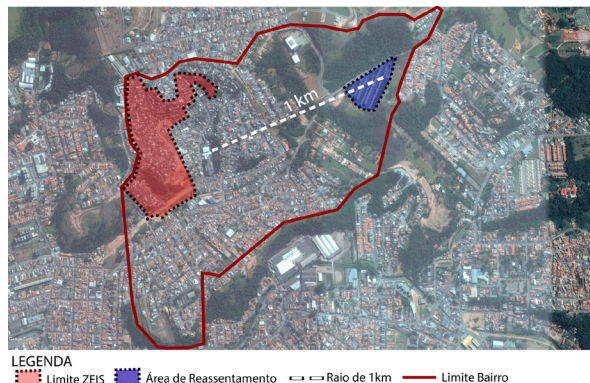 1 km
LEGENDA
Limite ZEIS Área de Reassentamento Raio de 1km Limite Bairro